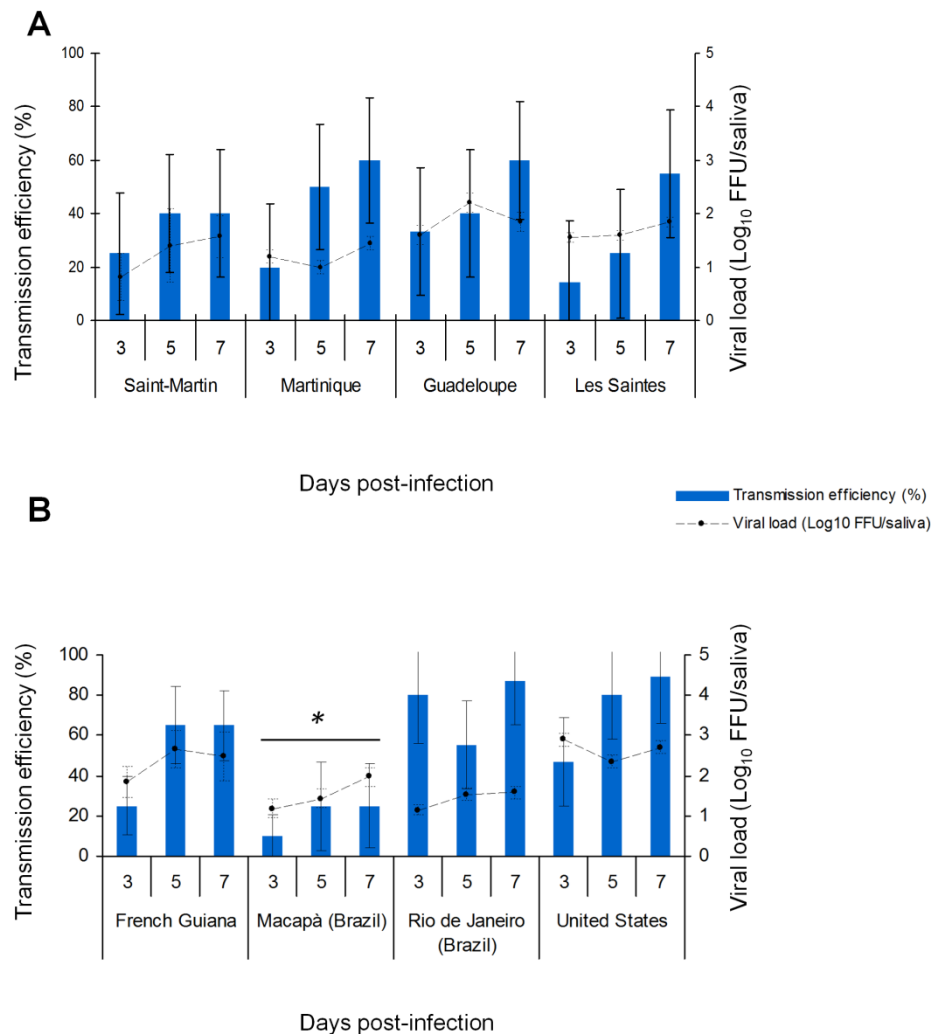 A
Transmission efficiency (%)
100
80
60
40
20
0
5
4
3
2
1
0
Viral load (Log10 FFU/saliva)
3 5 7 3 5 7 3 5 7 3 5 7
Saint-Martin Martinique Guadeloupe Les Saintes
Days post-infection
Transmission efficiency (%)
Viral load (Log10 FFU/saliva)
B
Transmission efficiency (%)
100
80
60
40
20
0
*
5
4
3
2
1
0
Viral load (Log10 FFU/saliva)
3 5 7 3 5 7 3 5 7 3 5 7
French Guiana Macapà (Brazil) Rio de Janeiro United States
(Brazil)
Days post-infection